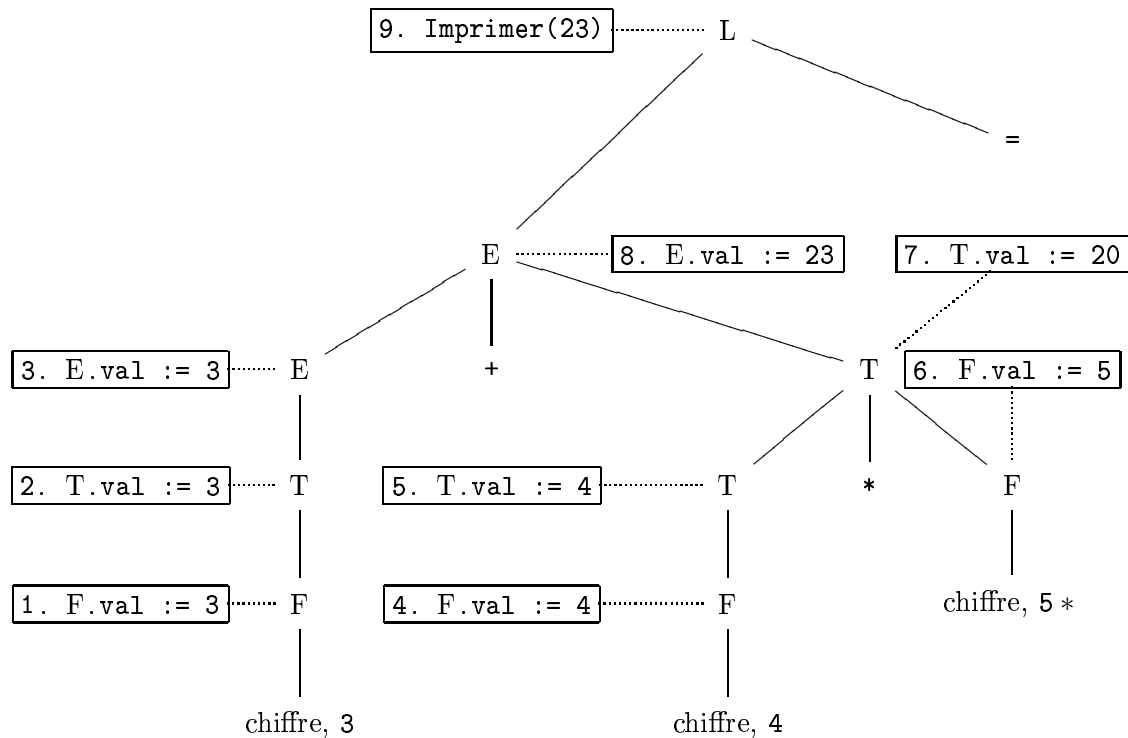 9. Imprimer(23) L
=
E 8. E.val := 23 7. T.val := 20
3. E.val := 3 E + T 6. F.val := 5
2. T.val := 3 T 5. T.val := 4 T * F
1. F.val := 3 F 4. F.val := 4 F chiffre, 5 *
chiffre, 3 chiffre, 4